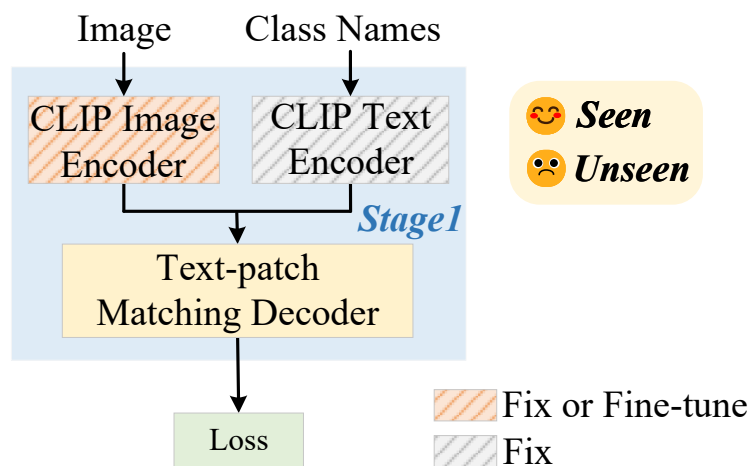 Image
Class Names
CLIP Image
Encoder
CLIP Text
Encoder
Seen
Unseen
Stage1
Text-patch
Matching Decoder
Loss
Fix or Fine-tune
Fix